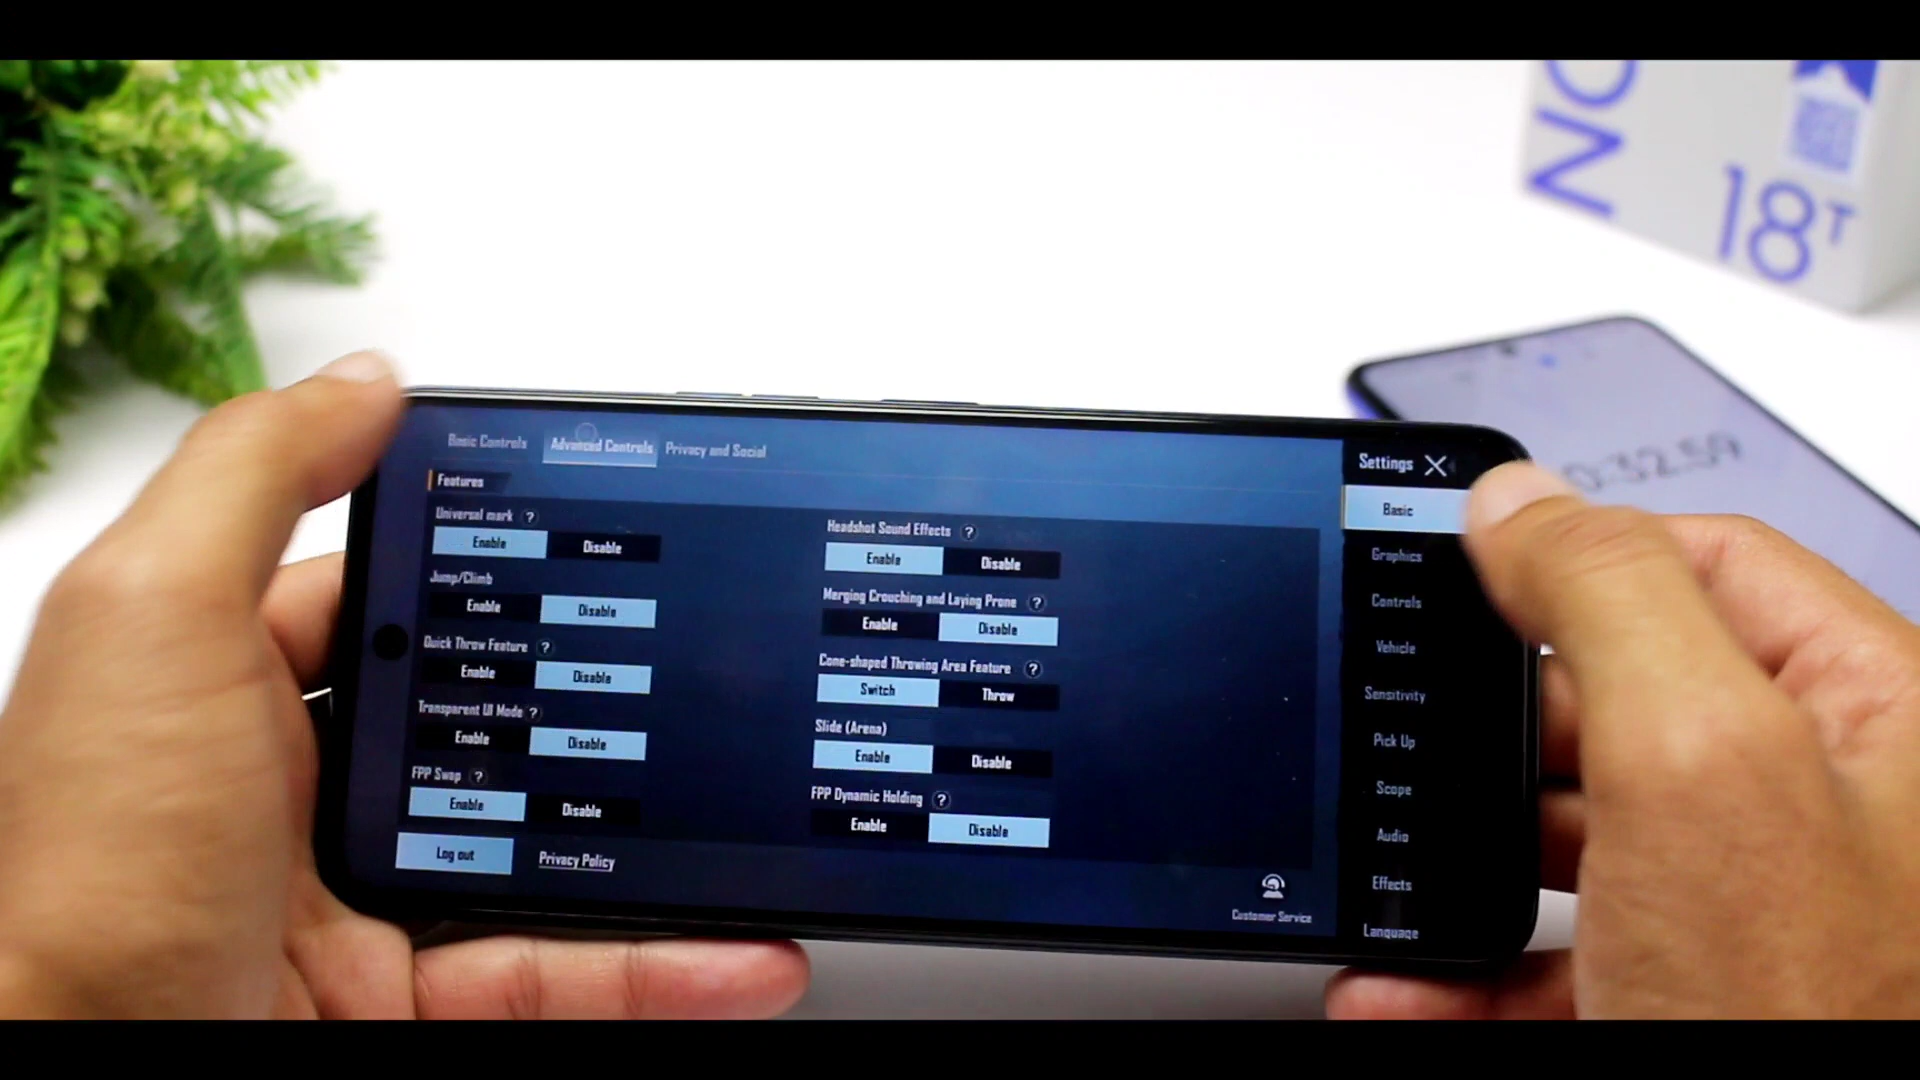 18T
0:32.59
Basic Controls
Advanced Controls
Privacy and Social
Settings
Features
Basic
Graphics
Controls
Vehicle
Sensitivity
Pick Up
Scope
Audio
Effects
Language
Universal mark ?
Enable Disable
Jump/Climb
Enable Disable
Quick Throw Feature ?
Enable Disable
Transparent UI Mode ?
Enable Disable
FPP Swap ?
Enable Disable
Headshot Sound Effects ?
Enable Disable
Merging Crouching and Laying Prone ?
Enable Disable
Cone-shaped Throwing Area Feature ?
Switch Throw
Slide (Arena)
Enable Disable
FPP Dynamic Holding ?
Enable Disable
Log out
Privacy Policy
Customer Service